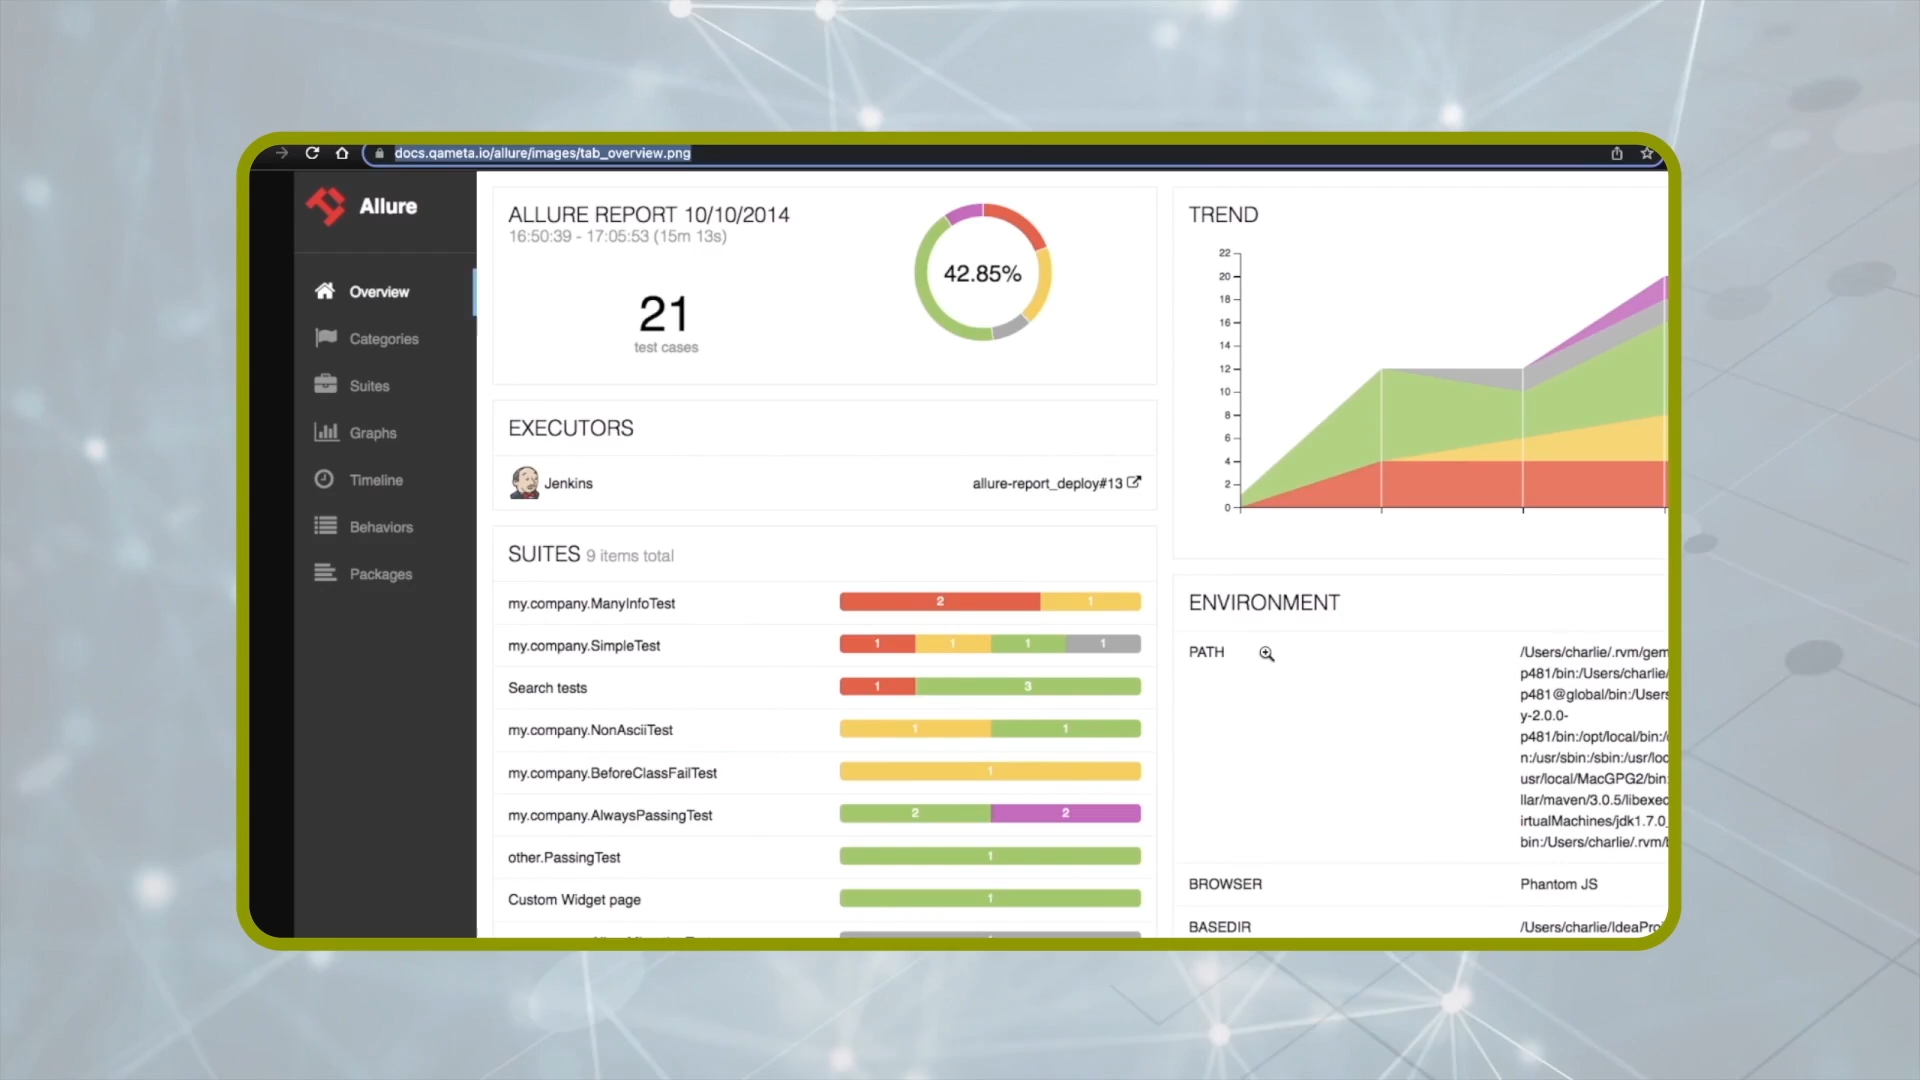 docs.qameta.io/allure/images/tab_overview.png
Allure
Overview
Categories
Suites
Graphs
Timeline
Behaviors
Packages
ALLURE REPORT 10/10/2014
16:50:39 - 17:05:53 (15m 13s)
21
test cases
42.85%
EXECUTORS
Jenkins
allure-report_deploy#13
SUITES 9 items total
my.company.ManyInfoTest
2 1
my.company.SimpleTest
1 1 1 1
Search tests
1 3
my.company.NonAsciiTest
1 1
my.company.BeforeClassFailTest
1
my.company.AlwaysPassingTest
2 2
other.PassingTest
1
Custom Widget page
1
TREND
22
20
18
16
14
12
10
8
6
4
2
0
ENVIRONMENT
PATH
/Users/charlie/.rvm/gem
p481/bin:/Users/charlie/
p481@global/bin:/Users
y-2.0.0-
p481/bin:/opt/local/bin:/
n:/usr/sbin:/sbin:/usr/loc
usr/local/MacGPG2/bin:
llar/maven/3.0.5/libexec
irtualMachines/jdk1.7.0_
bin:/Users/charlie/.rvm/b
BROWSER
Phantom JS
BASEDIR
/Users/charlie/IdeaProj